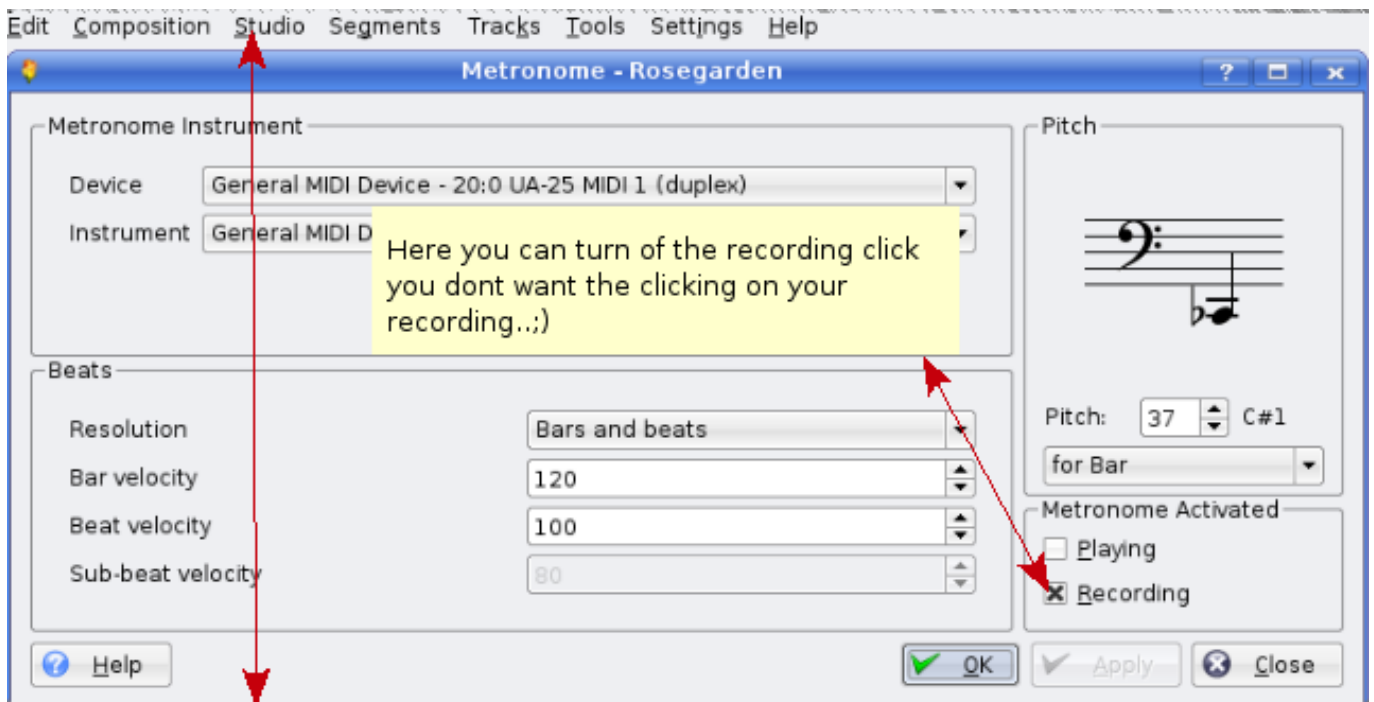 Edit Composition Studio Segments Tracks Tools Settings Help
Metronome - Rosegarden
Metronome Instrument
Device General MIDI Device - 20:0 UA-25 MIDI 1 (duplex)
Instrument General MIDI D
Here you can turn of the recording click
you dont want the clicking on your
recording..;)
Beats
Resolution Bars and beats
Bar velocity 120
Beat velocity 100
Sub-beat velocity 80
Pitch
Pitch: 37 C#1
for Bar
Metronome Activated
Playing
Recording
Help OK Apply Close